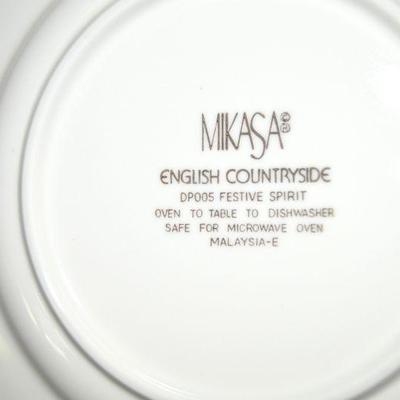 MIKASA©®
ENGLISH COUNTRYSIDE
DP005 FESTIVE SPIRIT
OVEN TO TABLE TO DISHWASHER
SAFE FOR MICROWAVE OVEN
MALAYSIA-E